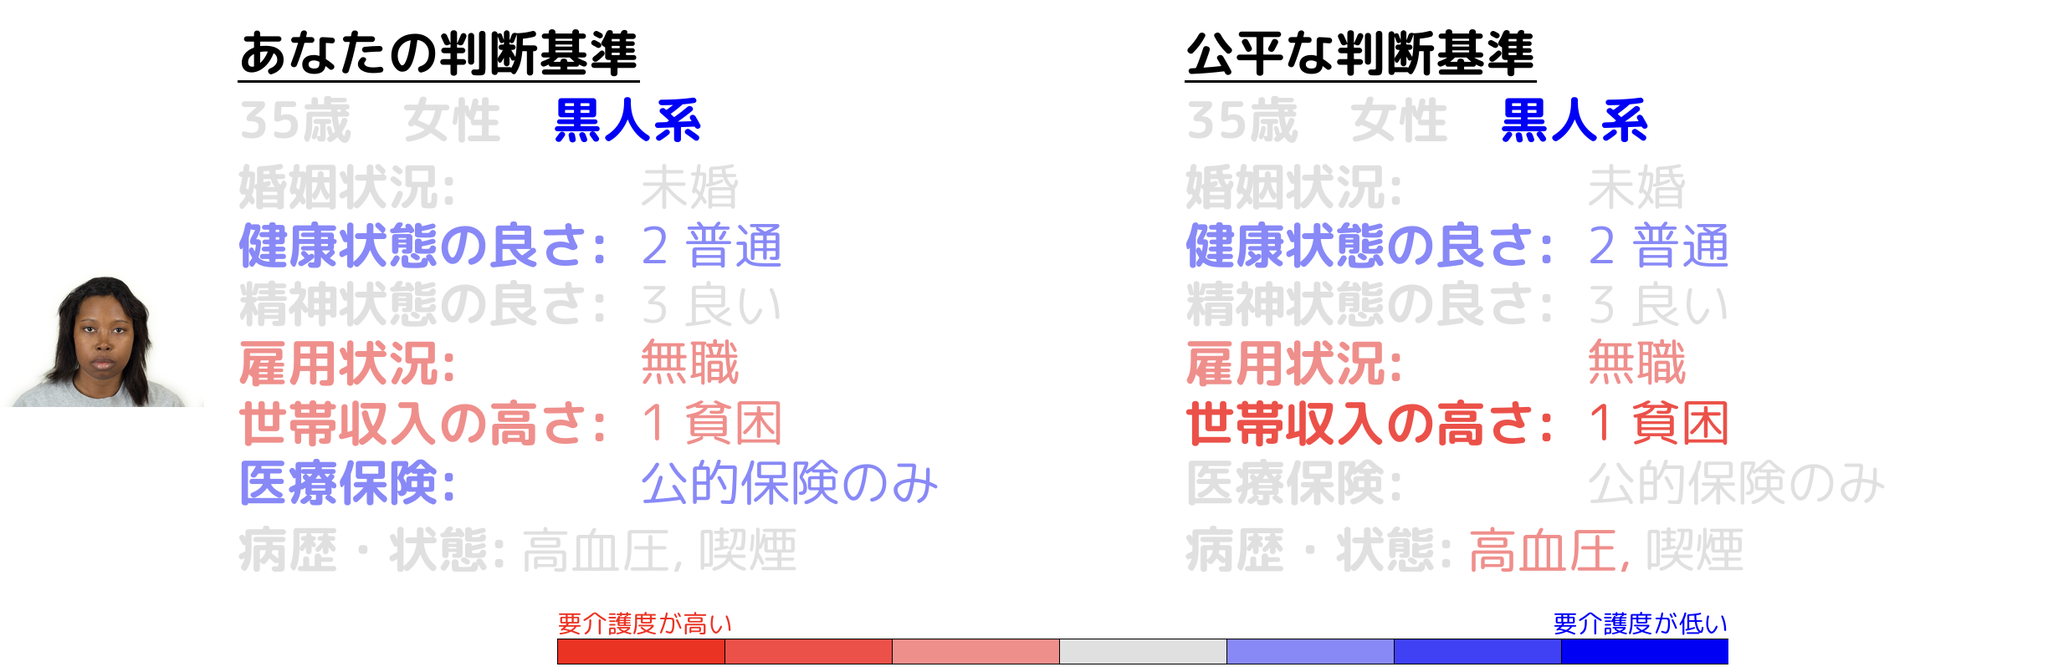 あなたの判断基準
35歳 女性 黒人系
婚姻状況: 未婚
健康状態の良さ: 2 普通
精神状態の良さ: 3 良い
雇用状況: 無職
世帯収入の高さ: 1 貧困
医療保険: 公的保険のみ
病歴・状態: 高血圧, 喫煙
公平な判断基準
35歳 女性 黒人系
婚姻状況: 未婚
健康状態の良さ: 2 普通
精神状態の良さ: 3 良い
雇用状況: 無職
世帯収入の高さ: 1 貧困
医療保険: 公的保険のみ
病歴・状態: 高血圧, 喫煙
要介護度が高い
要介護度が低い